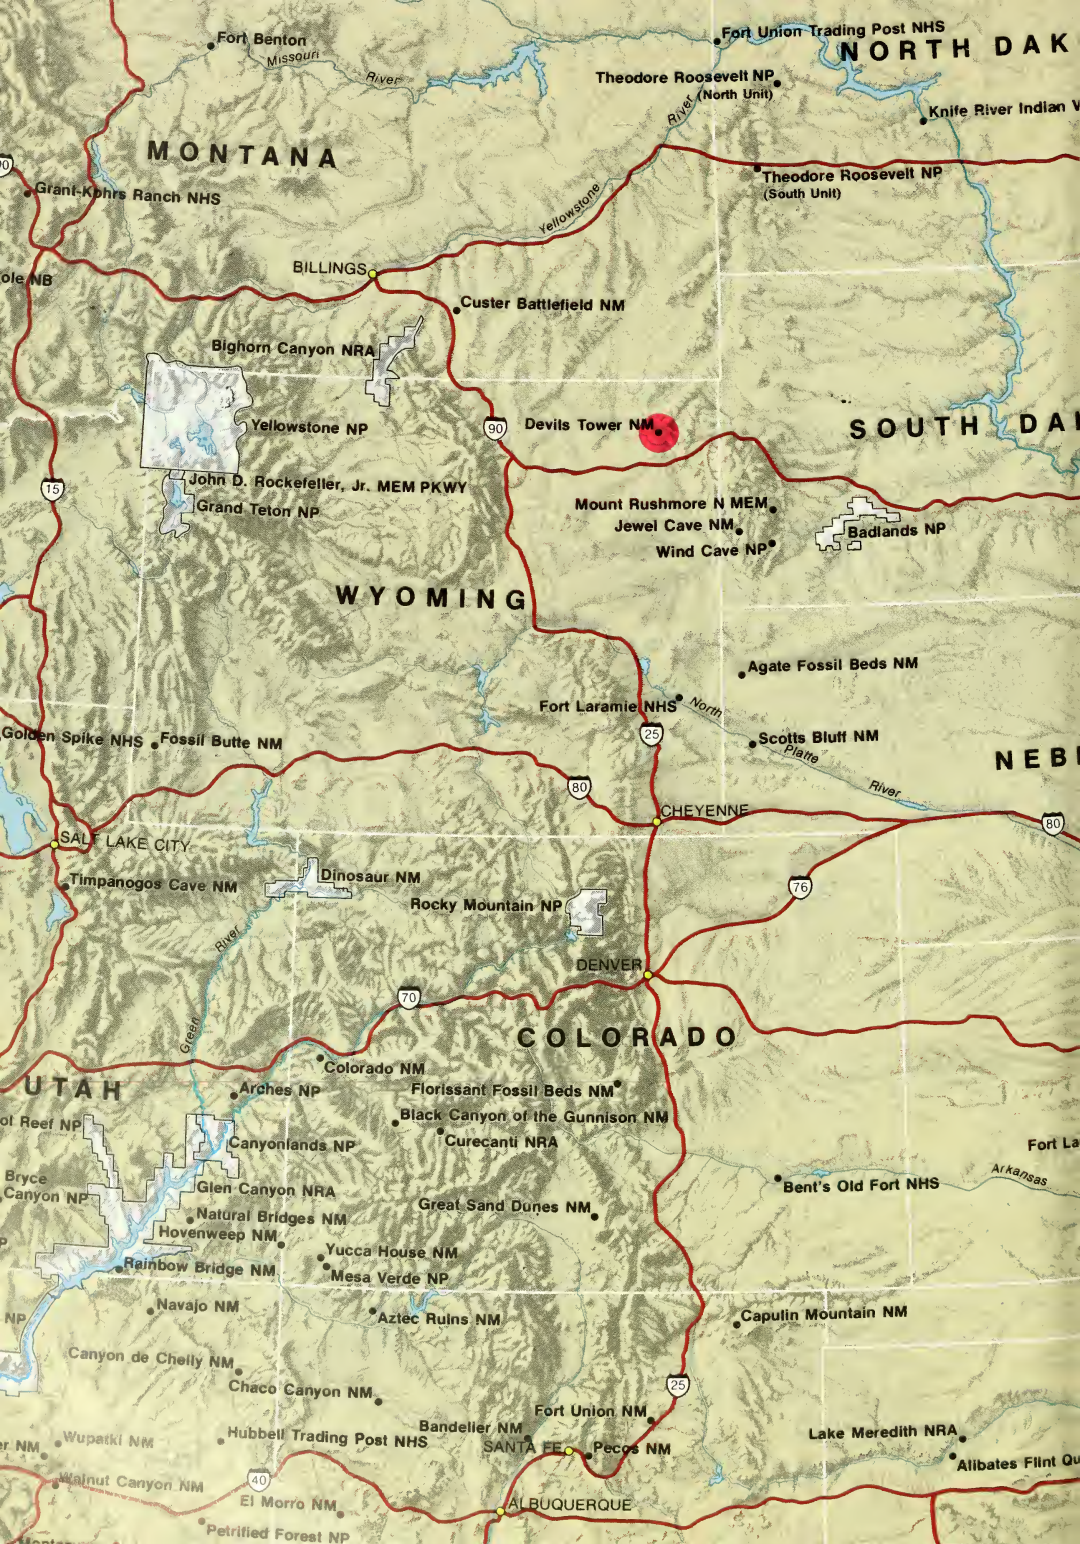 Fort Union Trading Post NHS
Fort Benton
NORTH DAK
Missouri
River
Theodore Roosevelt NP
(North Unit)
River
Knife River Indian V
MONTANA
90
Theodore Roosevelt NP
(South Unit)
Grant-Kohrs Ranch NHS
Yellowstone
BILLINGS
ole NB
Custer Battlefield NM
Bighorn Canyon NRA
Yellowstone NP
90
Devils Tower NM
SOUTH DA
15
John D. Rockefeller, Jr. MEM PKWY
Grand Teton NP
Mount Rushmore N MEM
Jewel Cave NM
Badlands NP
Wind Cave NP
WYOMING
Agate Fossil Beds NM
Fort Laramie NHS
North
Golden Spike NHS
Fossil Butte NM
25
Scotts Bluff NM
Platte
NEB
River
80
CHEYENNE
80
SALT LAKE CITY
Timpanogos Cave NM
Dinosaur NM
76
Rocky Mountain NP
River
DENVER
70
Green
COLORADO
Colorado NM
UTAH
Arches NP
Florissant Fossil Beds NM
Black Canyon of the Gunnison NM
ol Reef NP
Curecanti NRA
Canyonlands NP
Fort La
Bryce
Canyon NP
Glen Canyon NRA
Bent's Old Fort NHS
Arkansas
Great Sand Dunes NM
Natural Bridges NM
Hovenweep NM
P
Yucca House NM
Rainbow Bridge NM
Mesa Verde NP
Navajo NM
NP
Aztec Ruins NM
Capulin Mountain NM
Canyon de Chelly NM
Chaco Canyon NM
25
Fort Union NM
Bandelier NM
Lake Meredith NRA
er NM
Wupatki NM
Hubbell Trading Post NHS
SANTA FE
Pecos NM
Alibates Flint Qu
Walnut Canyon NM
40
El Morro NM
ALBUQUERQUE
Petrified Forest NP